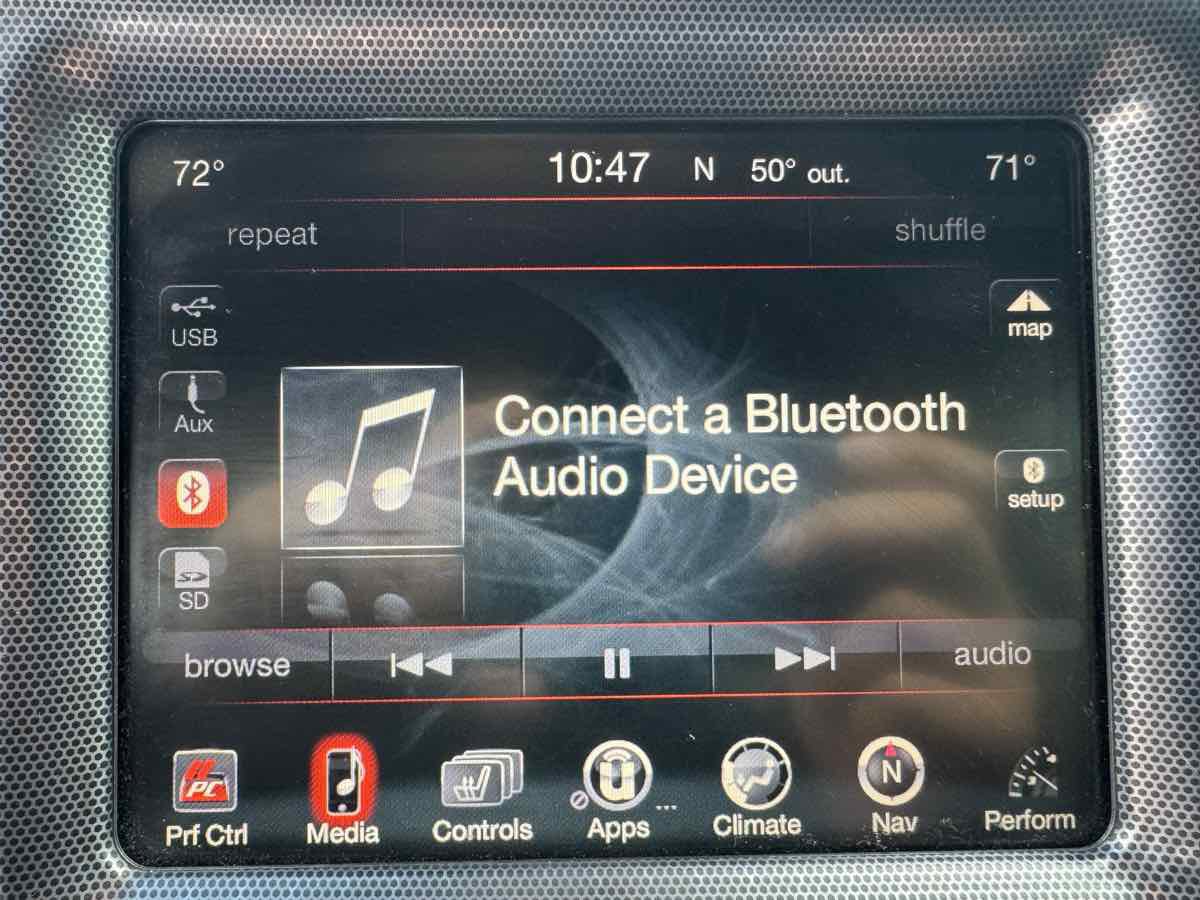 72°
10:47 N 50° out.
71°
repeat
shuffle
USB
map
Aux
Connect a Bluetooth
Audio Device
setup
SD
browse
audio
PC
N
Prf Ctrl
Media
Controls
Apps
Climate
Nav
Perform